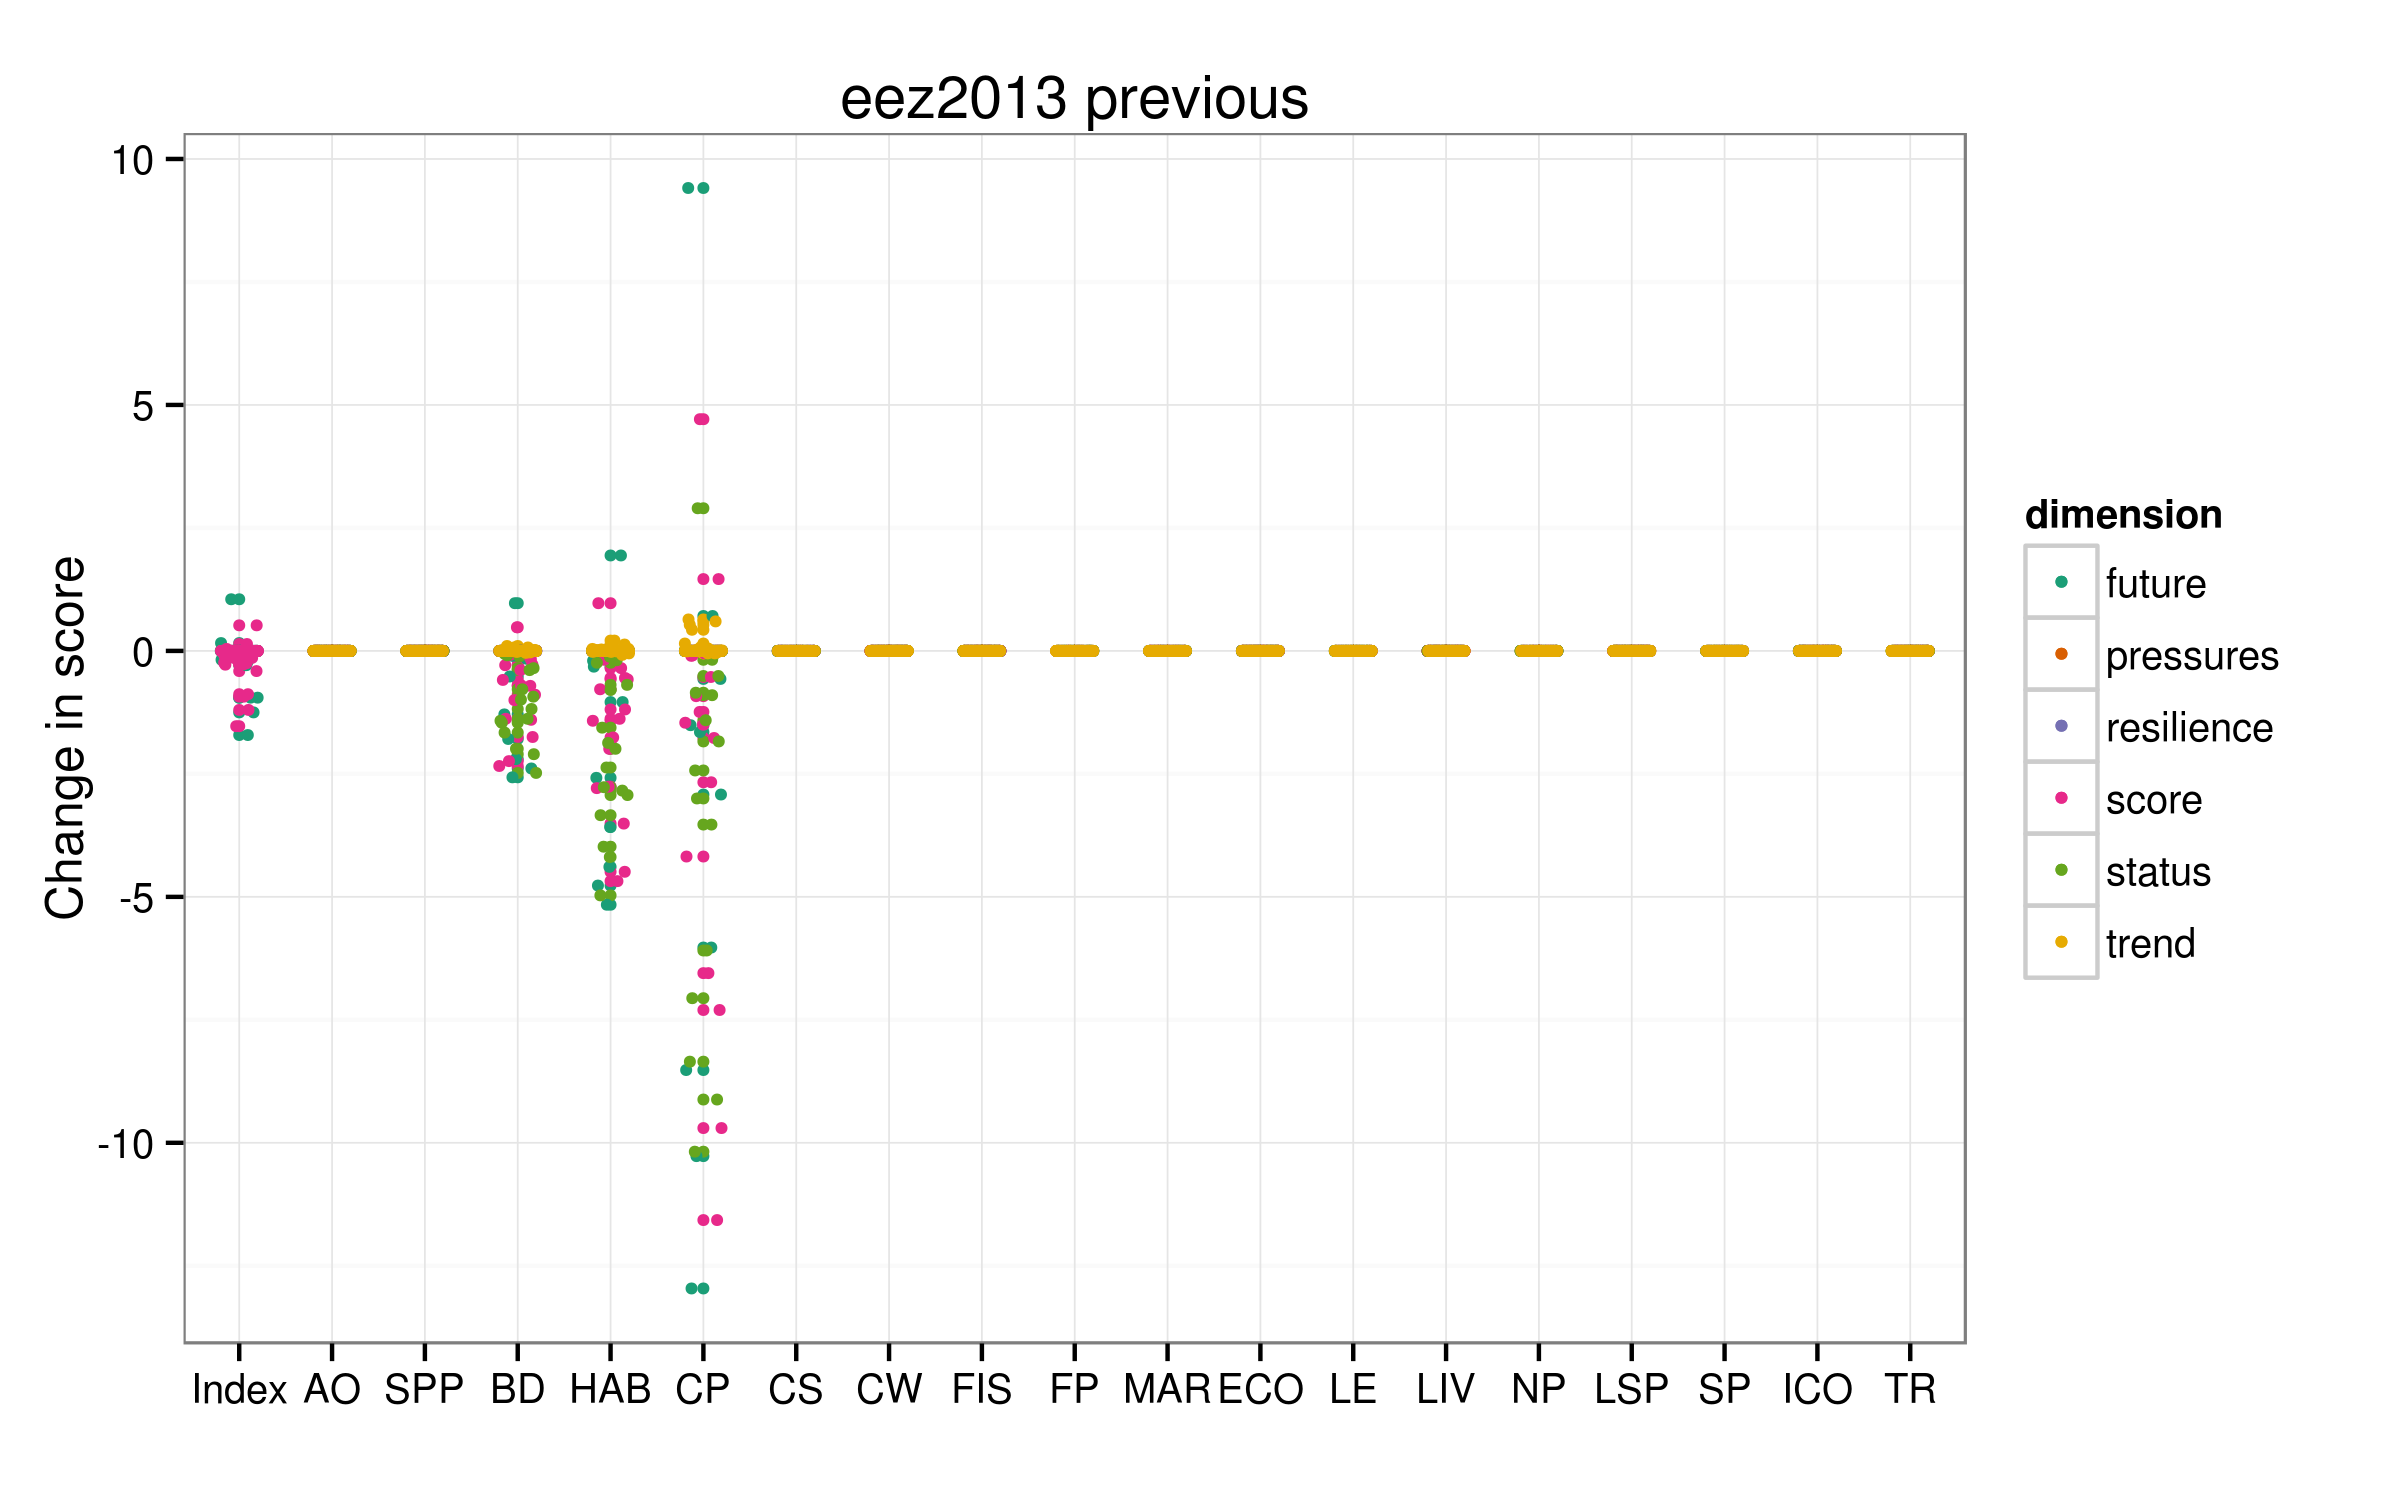 eez2013 previous
10
5
0
-5
-10
Change in score
Index AO SPP BD HAB CP CS CW FIS FP MAR ECO LE LIV NP LSP SP ICO TR
dimension
future
pressures
resilience
score
status
trend